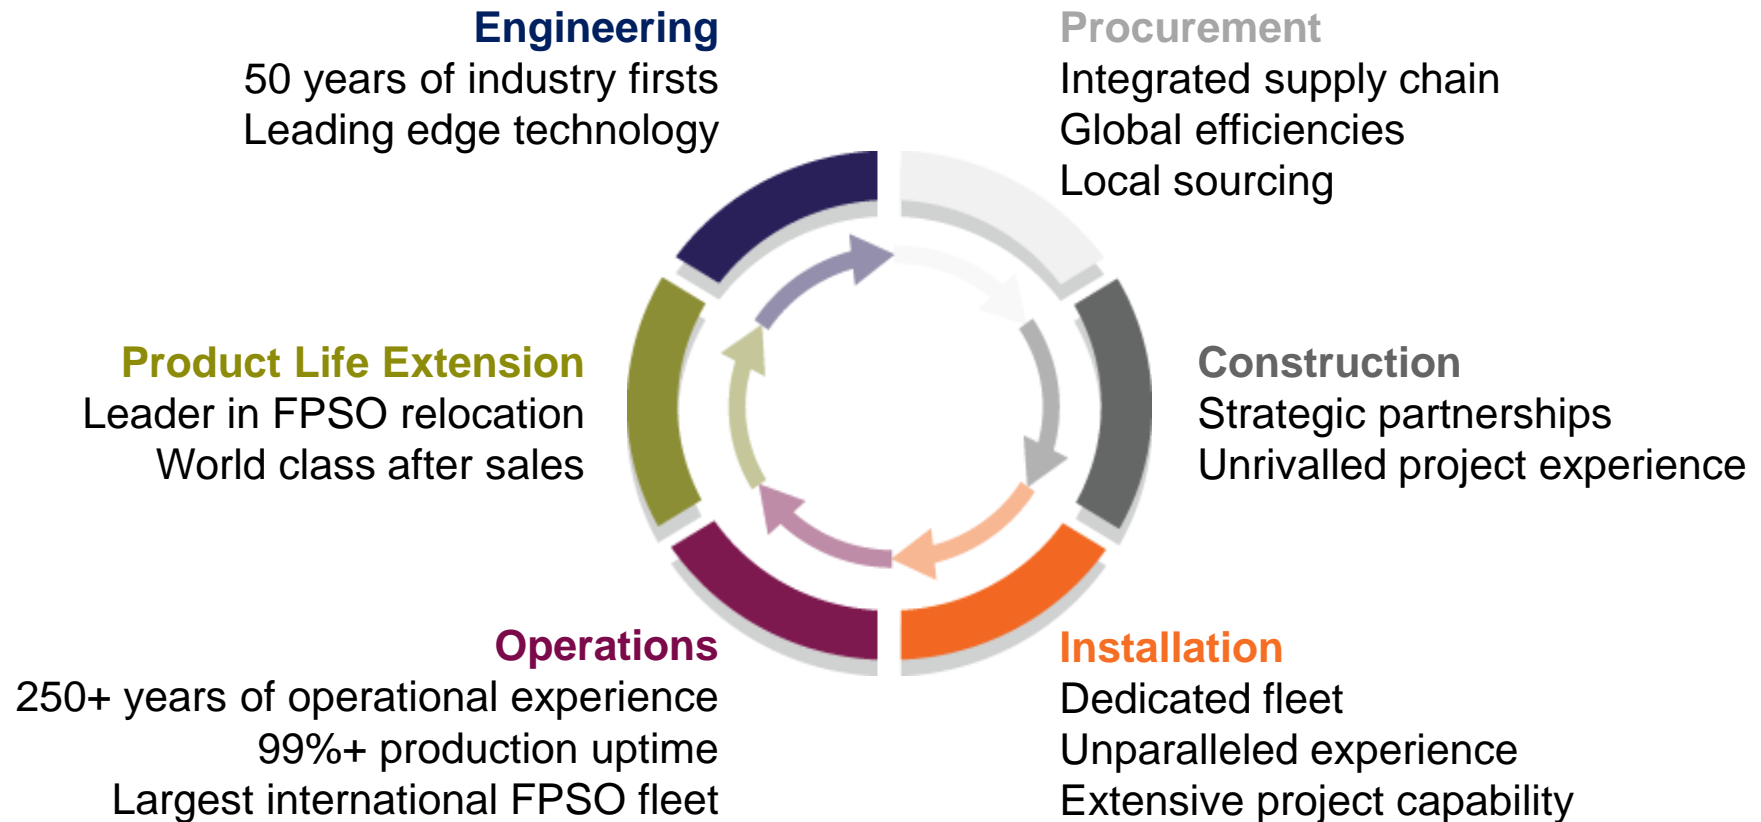 Engineering
50 years of industry firsts
Leading edge technology
Procurement
Integrated supply chain
Global efficiencies
Local sourcing
Product Life Extension
Leader in FPSO relocation
World class after sales
Construction
Strategic partnerships
Unrivalled project experience
Operations
250+ years of operational experience
99%+ production uptime
Largest international FPSO fleet
Installation
Dedicated fleet
Unparalleled experience
Extensive project capability